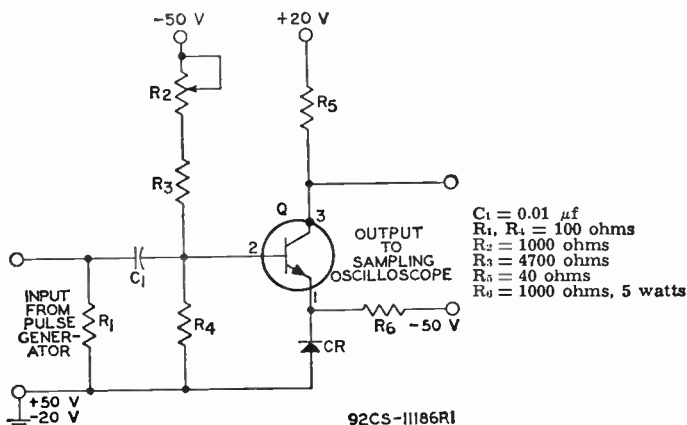 -50 V
+20 V
R2
R5
R3
Q
3
2
OUTPUT
TO
SAMPLING
OSCILLOSCOPE
C1
INPUT
FROM
PULSE
GENER-
ATOR
R1
R4
1
R6
-50 V
CR
+50 V
-20 V
C₁ = 0.01 µf
R₁, R₄ = 100 ohms
R₂ = 1000 ohms
R₃ = 4700 ohms
R₅ = 40 ohms
R₆ = 1000 ohms, 5 watts
92CS-11186R1